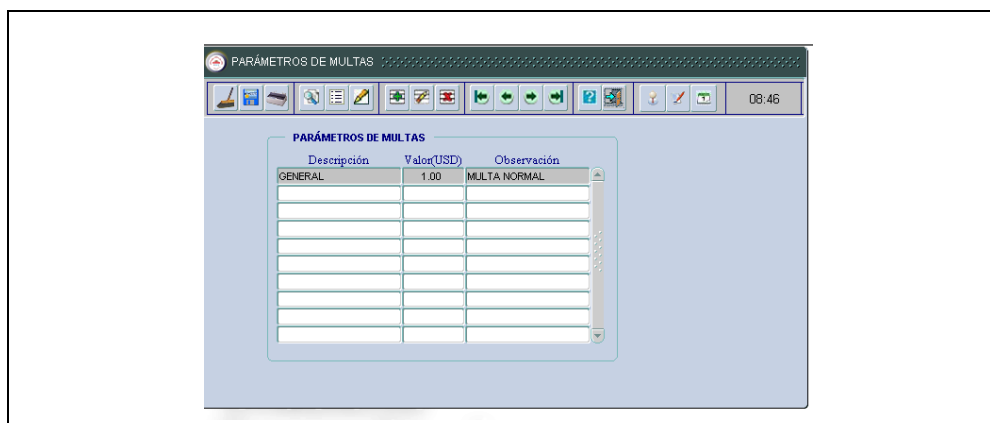 PARÁMETROS DE MULTAS
08:46
PARÁMETROS DE MULTAS
Descripción Valor(USD) Observación
GENERAL 1.00 MULTA NORMAL